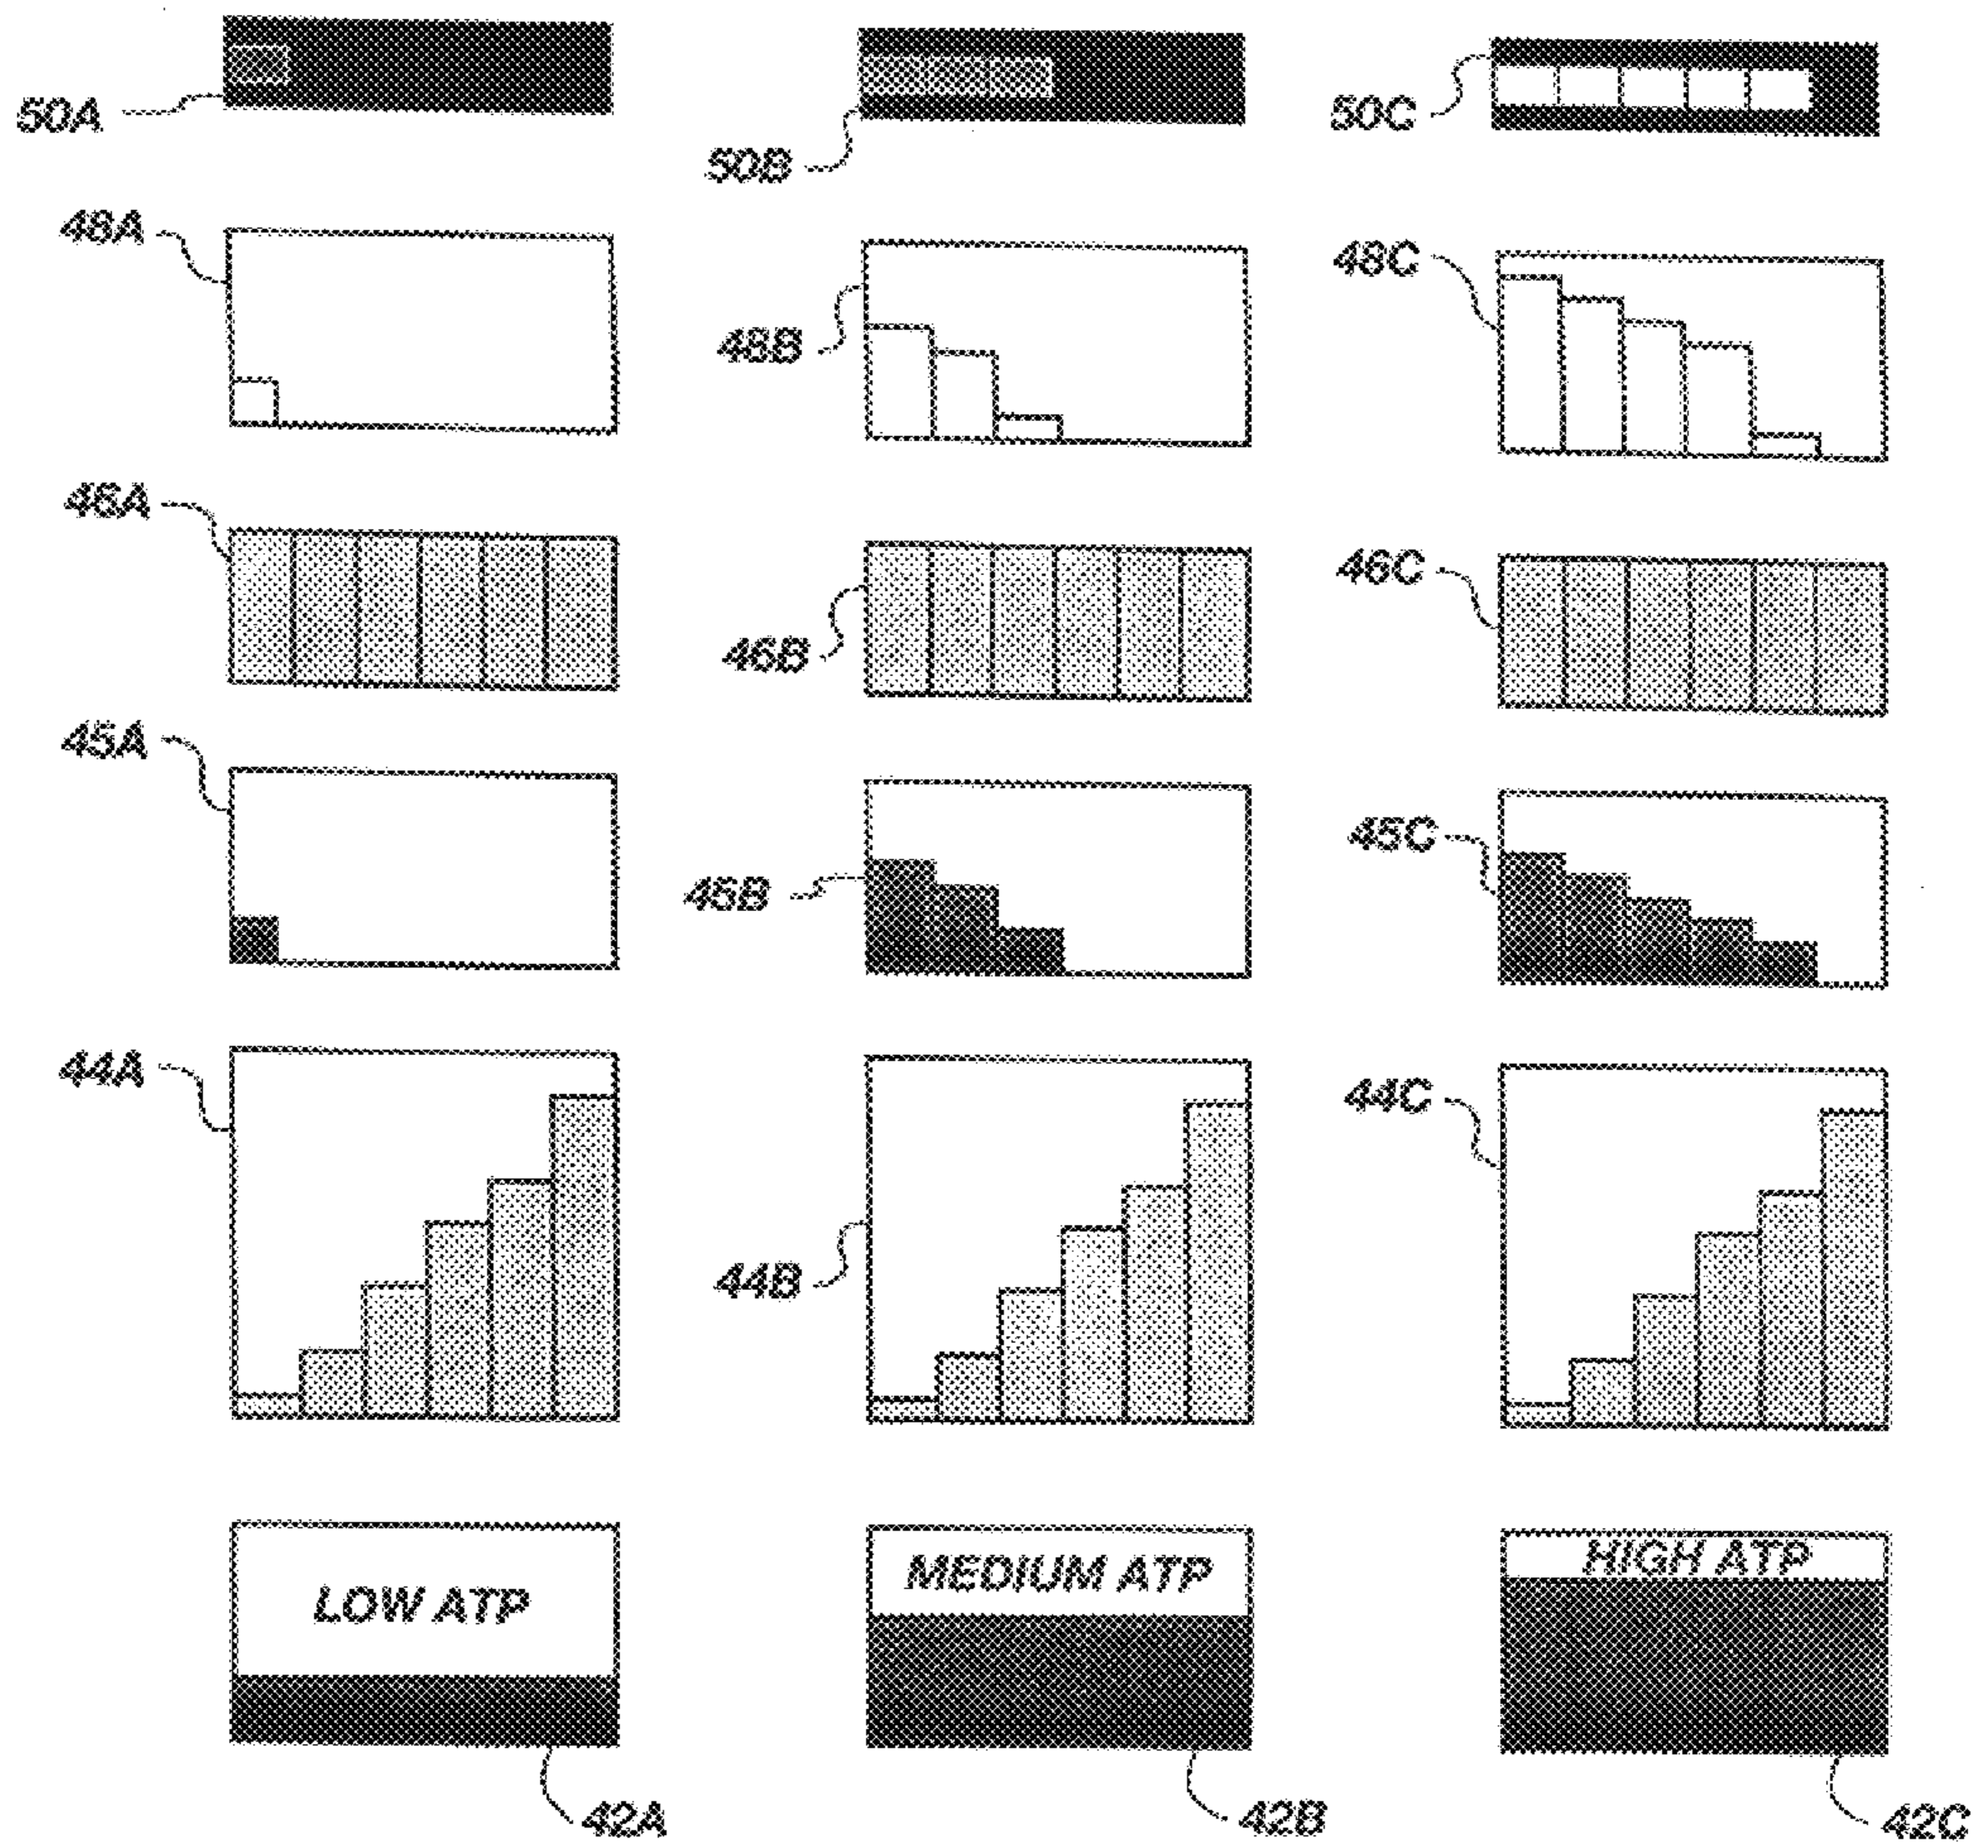 50A
50B
50C
48A
48B
48C
46A
46B
46C
45A
45B
45C
44A
44B
44C
LOW ATP
MEDIUM ATP
HIGH ATP
42A
42B
42C